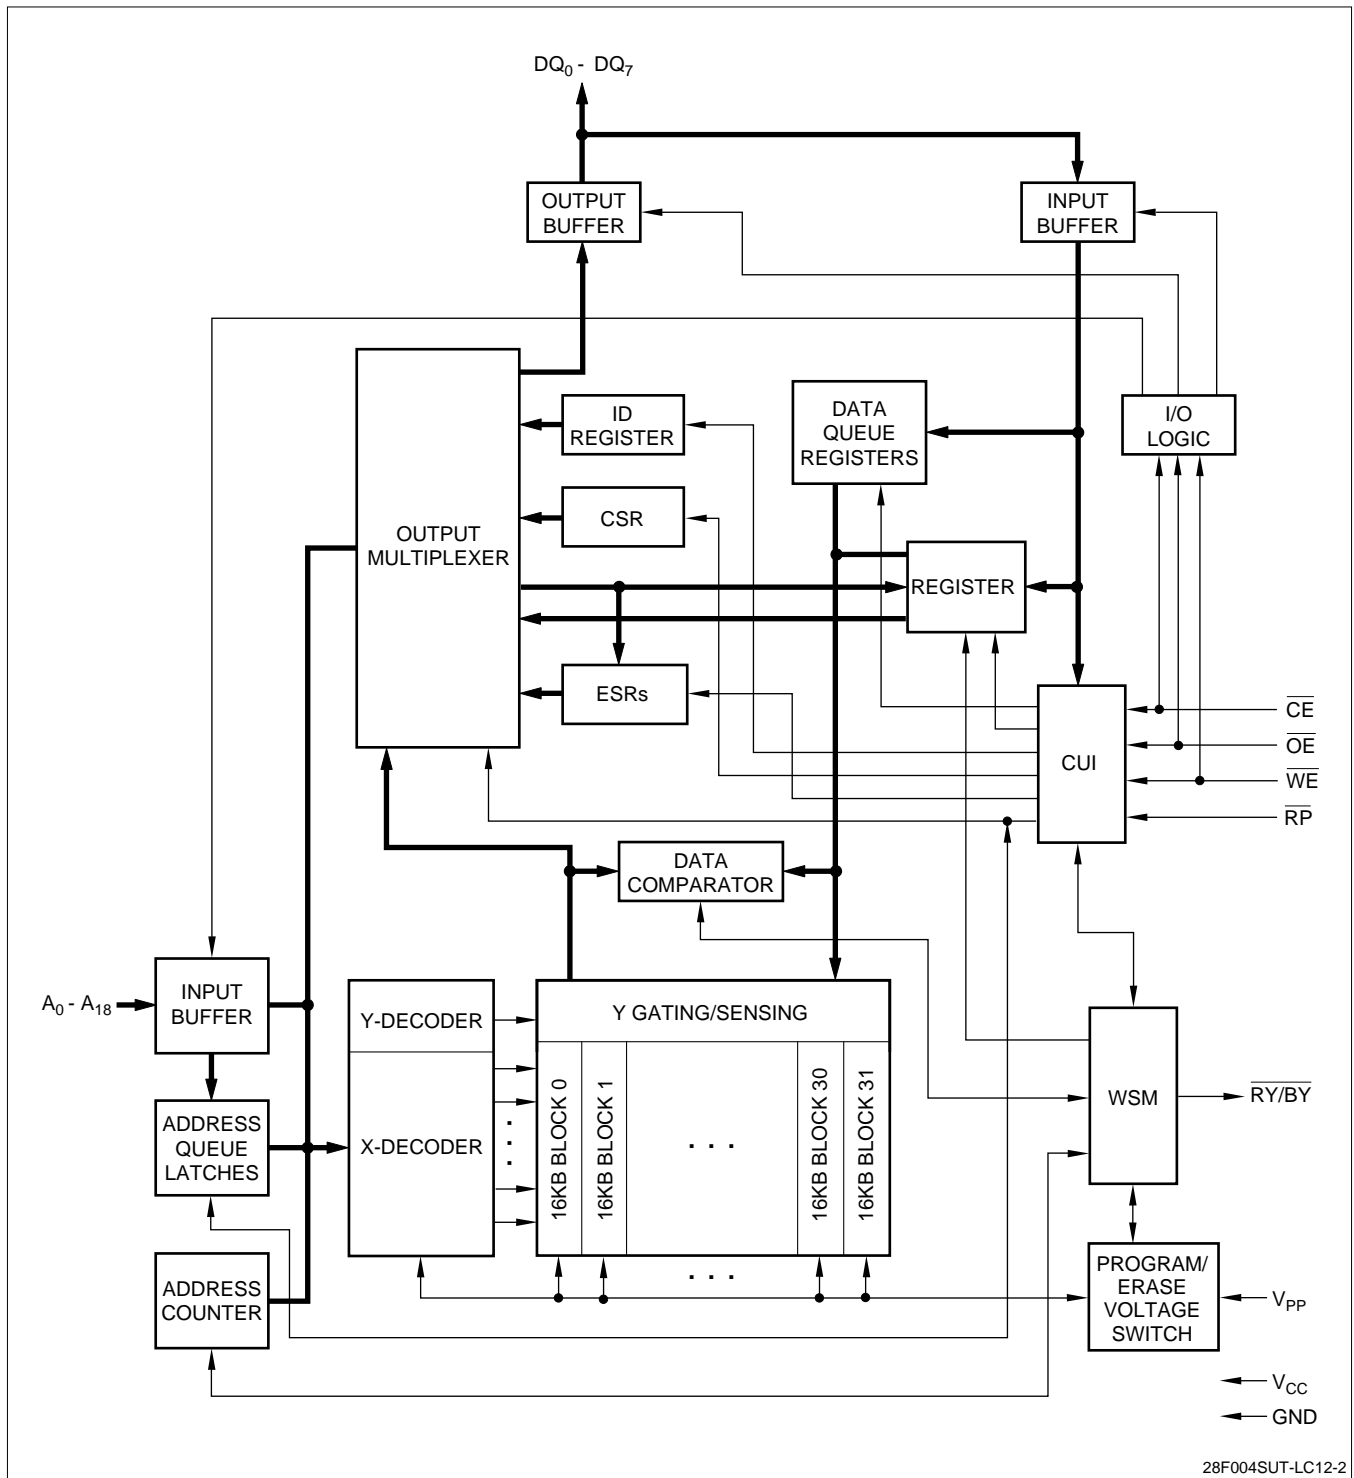 DQ0 - DQ7
OUTPUT
BUFFER
INPUT
BUFFER
ID
REGISTER
DATA
QUEUE
REGISTERS
I/O
LOGIC
CSR
OUTPUT
MULTIPLEXER
REGISTER
ESRs
CUI
CE
OE
WE
RP
DATA
COMPARATOR
A0 - A18
INPUT
BUFFER
Y-DECODER
Y GATING/SENSING
ADDRESS
QUEUE
LATCHES
X-DECODER
16KB BLOCK 0
16KB BLOCK 1
. . .
16KB BLOCK 30
16KB BLOCK 31
WSM
RY/BY
ADDRESS
COUNTER
. . .
PROGRAM/
ERASE
VOLTAGE
SWITCH
VPP
VCC
GND
28F004SUT-LC12-2